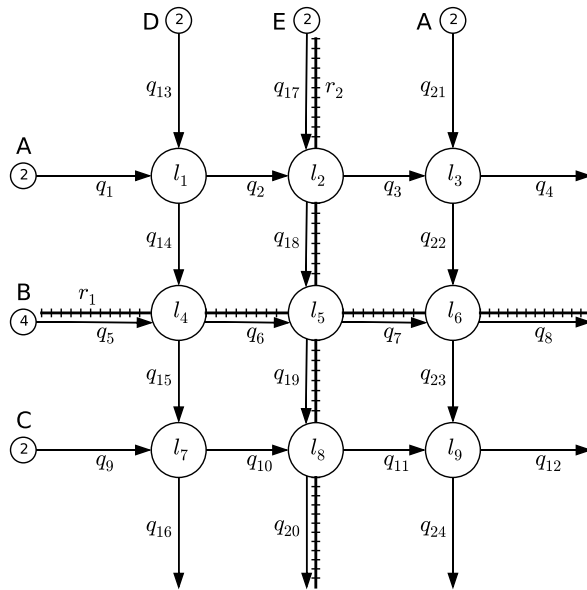 D E A
2 2 2
q13 q17 r2 q21
A
2 l1 l2 l3
q1 q2 q3 q4
q14 q18 q22
B r1
4 l4 l5 l6
q5 q6 q7 q8
q15 q19 q23
C
2 l7 l8 l9
q9 q10 q11 q12
q16 q20 q24